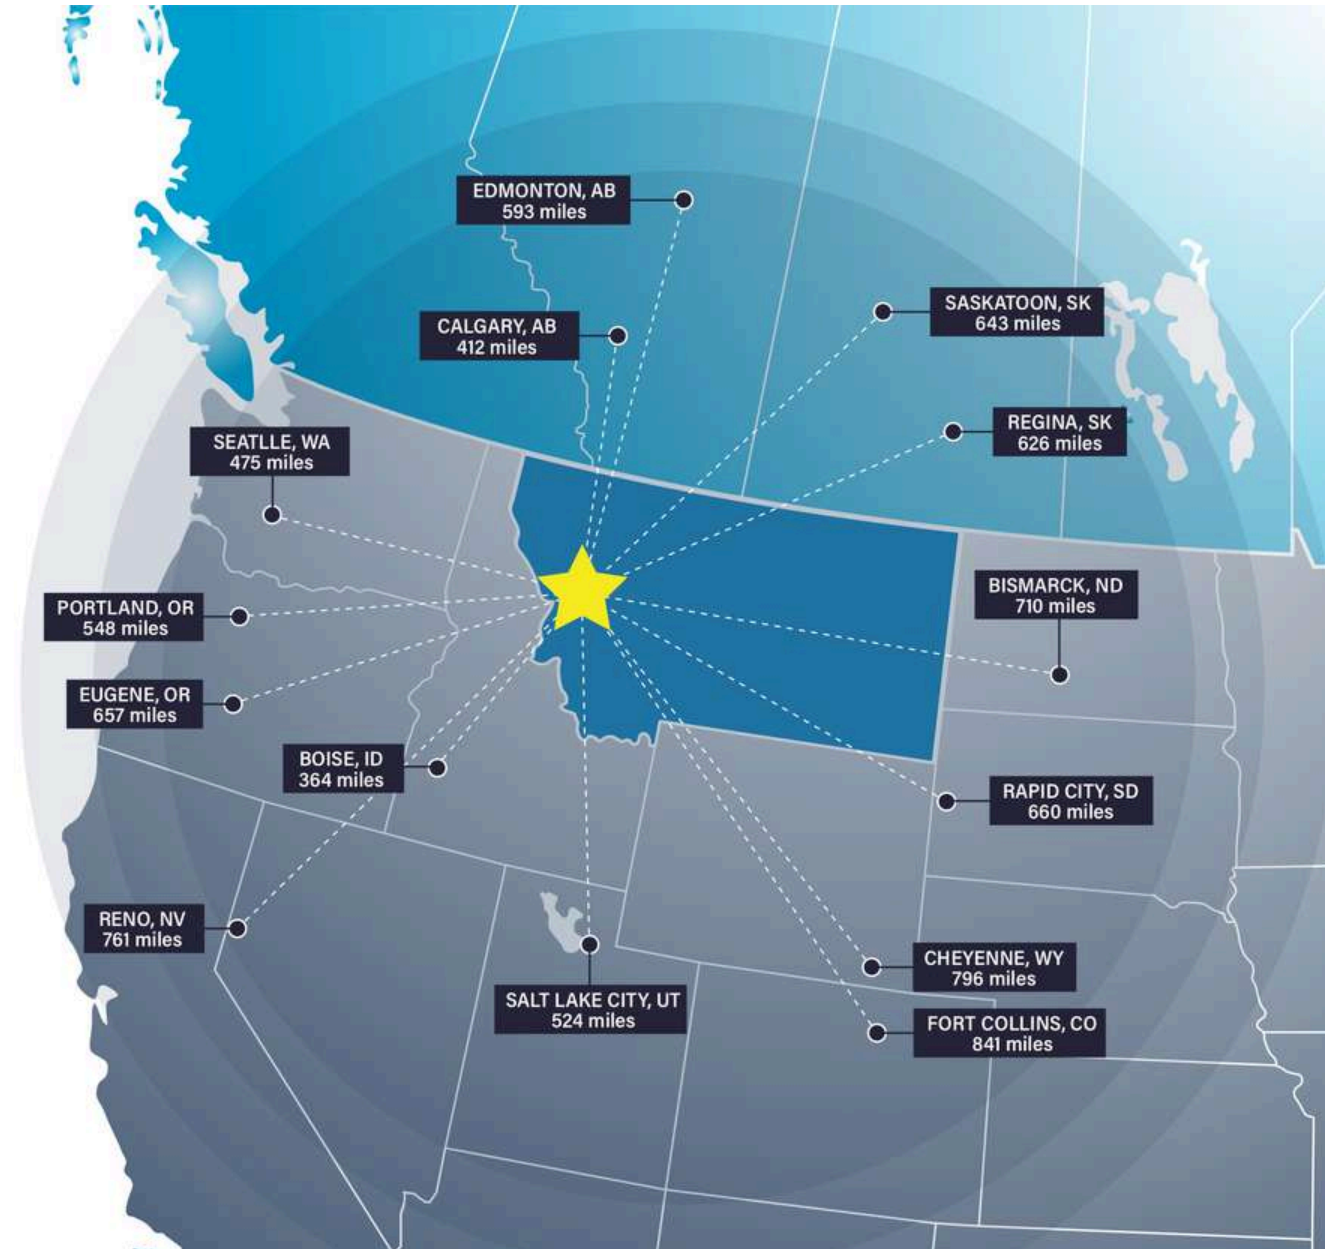 EDMONTON, AB
593 miles
SASKATOON, SK
643 miles
CALGARY, AB
412 miles
REGINA, SK
626 miles
SEATLLE, WA
475 miles
BISMARCK, ND
710 miles
PORTLAND, OR
548 miles
EUGENE, OR
657 miles
BOISE, ID
364 miles
RAPID CITY, SD
660 miles
RENO, NV
761 miles
CHEYENNE, WY
796 miles
SALT LAKE CITY, UT
524 miles
FORT COLLINS, CO
841 miles